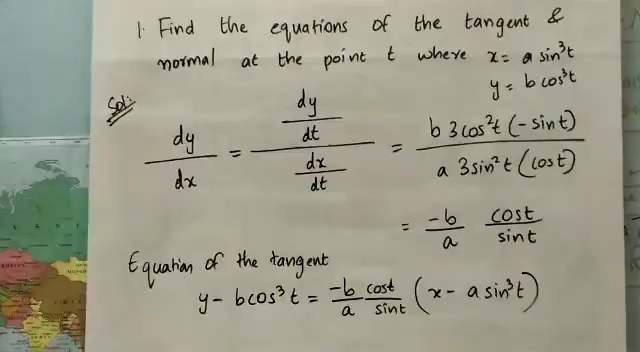 1. Find the equations of the tangent &
normal at the point t where x = a sin³t
y = b cos³t
Sol:
dy/dx = (dy/dt)/(dx/dt) = b 3cos²t (-sint) / a 3sin²t (cost)
= -b/a cost/sint
Equation of the tangent
y - b cos³t = -b/a cost/sint (x - a sin³t)